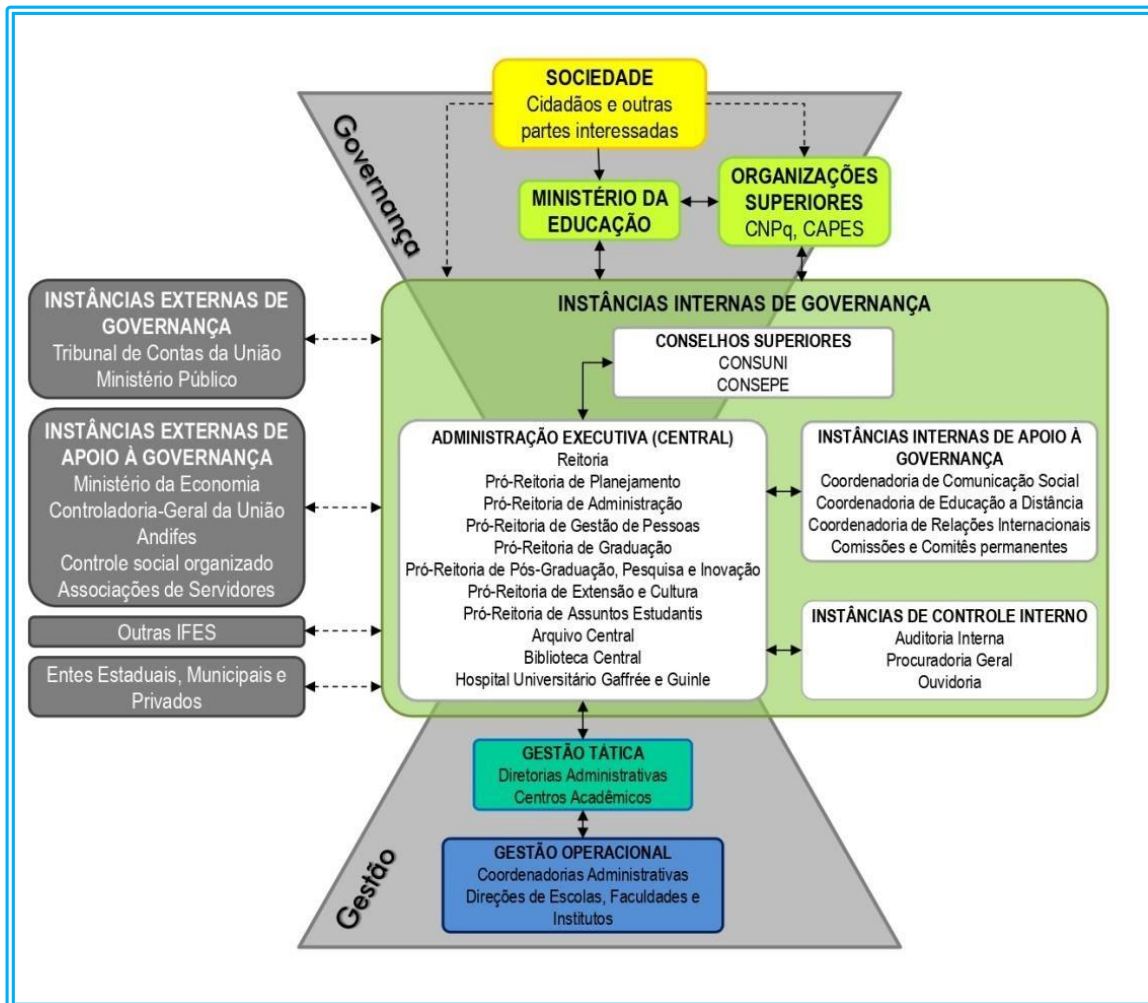 SOCIEDADE
Cidadãos e outras
partes interessadas
Governança
MINISTÉRIO DA
EDUCAÇÃO
ORGANIZAÇÕES
SUPERIORES
CNPq, CAPES
INSTÂNCIAS EXTERNAS DE
GOVERNANÇA
Tribunal de Contas da União
Ministério Público
INSTÂNCIAS EXTERNAS DE
APOIO À GOVERNANÇA
Ministério da Economia
Controladoria-Geral da União
Andifes
Controle social organizado
Associações de Servidores
Outras IFES
Entes Estaduais, Municipais e
Privados
INSTÂNCIAS INTERNAS DE GOVERNANÇA
CONSELHOS SUPERIORES
CONSUNI
CONSEPE
ADMINISTRAÇÃO EXECUTIVA (CENTRAL)
Reitoria
Pró-Reitoria de Planejamento
Pró-Reitoria de Administração
Pró-Reitoria de Gestão de Pessoas
Pró-Reitoria de Graduação
Pró-Reitoria de Pós-Graduação, Pesquisa e Inovação
Pró-Reitoria de Extensão e Cultura
Pró-Reitoria de Assuntos Estudantis
Arquivo Central
Biblioteca Central
Hospital Universitário Gaffrée e Guinle
INSTÂNCIAS INTERNAS DE APOIO À
GOVERNANÇA
Coordenadoria de Comunicação Social
Coordenadoria de Educação a Distância
Coordenadoria de Relações Internacionais
Comissões e Comitês permanentes
INSTÂNCIAS DE CONTROLE INTERNO
Auditoria Interna
Procuradoria Geral
Ouvidoria
GESTÃO TÁTICA
Diretorias Administrativas
Centros Acadêmicos
GESTÃO OPERACIONAL
Coordenadorias Administrativas
Direções de Escolas, Faculdades e
Institutos
Gestão